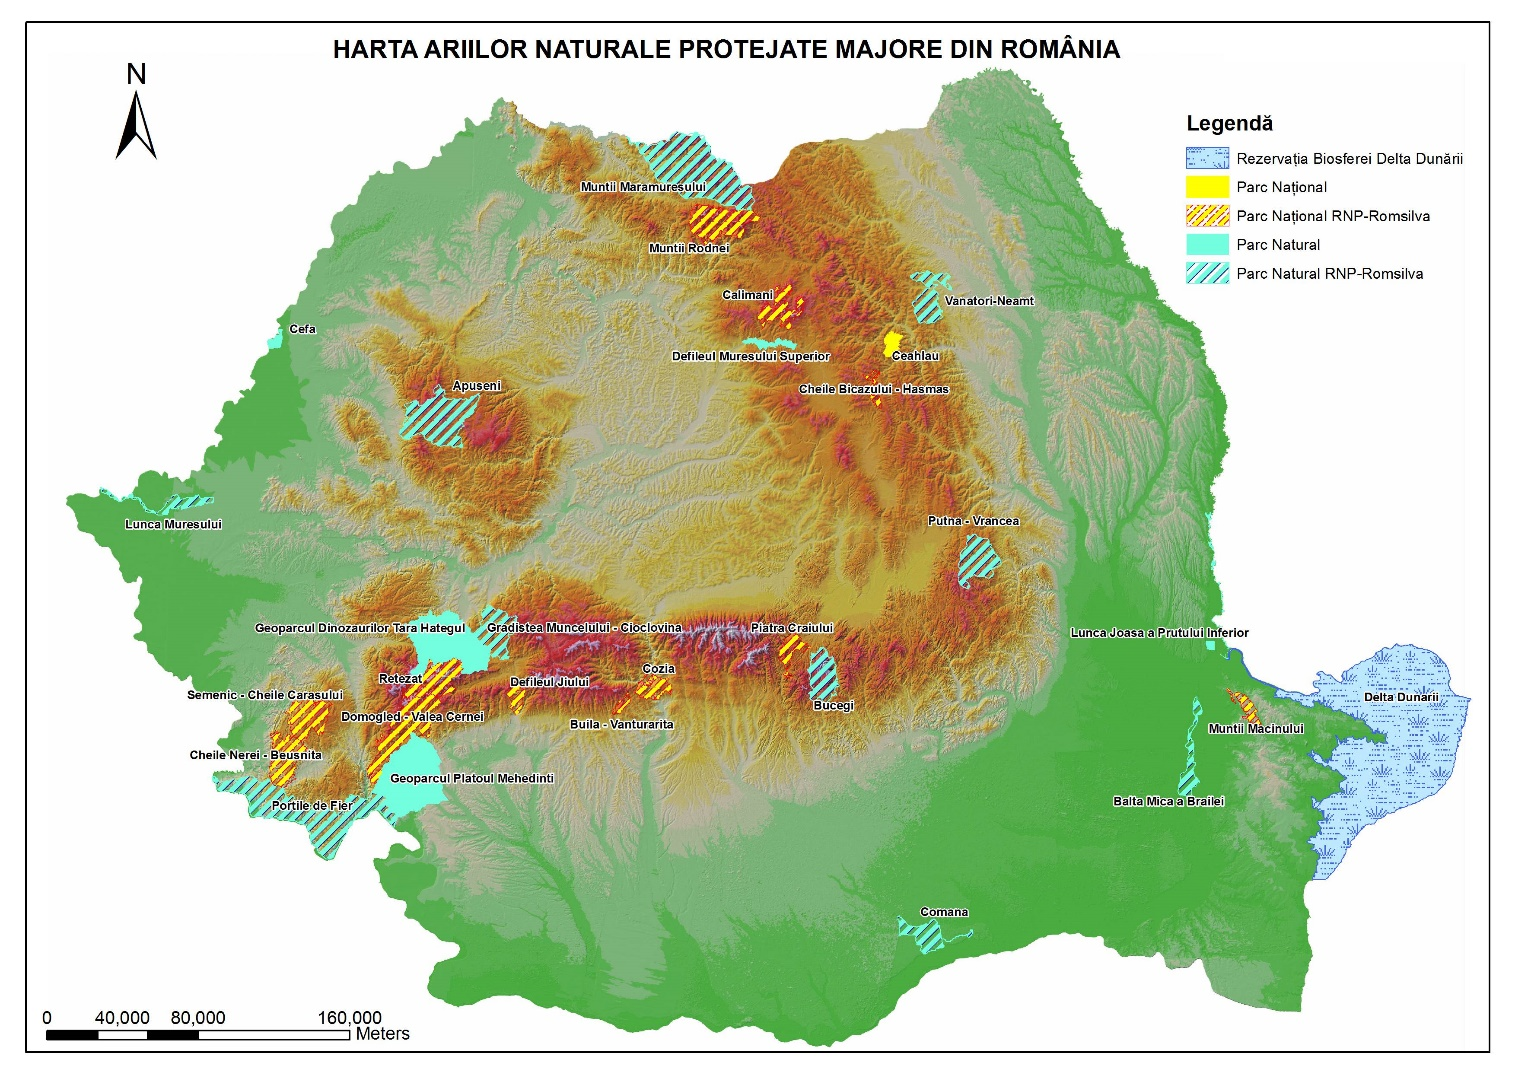 HARTA ARIILOR NATURALE PROTEJATE MAJORE DIN ROMÂNIA
N
Legendă
Rezervația Biosferei Delta Dunării
Parc Național
Parc Național RNP-Romsilva
Parc Natural
Parc Natural RNP-Romsilva
Muntii Maramuresului
Muntii Rodnei
Calimani
Vanatori-Neamt
Cefa
Defileul Muresului Superior
Ceahlau
Apuseni
Cheile Bicazului - Hasmas
Lunca Muresului
Putna - Vrancea
Geoparcul Dinozaurilor Tara Hategul
Gradistea Muncelului - Cioclovina
Piatra Craiului
Lunca Joasa a Prutului Inferior
Retezat
Defileul Jiului
Cozia
Semenic - Cheile Carasului
Delta Dunarii
Bucegi
Domogled - Valea Cernei
Buila - Vanturarita
Muntii Macinului
Cheile Nerei - Beusnita
Geoparcul Platoul Mehedinti
Portile de Fier
Balta Mica a Brailei
Comana
0 40,000 80,000 160,000
Meters